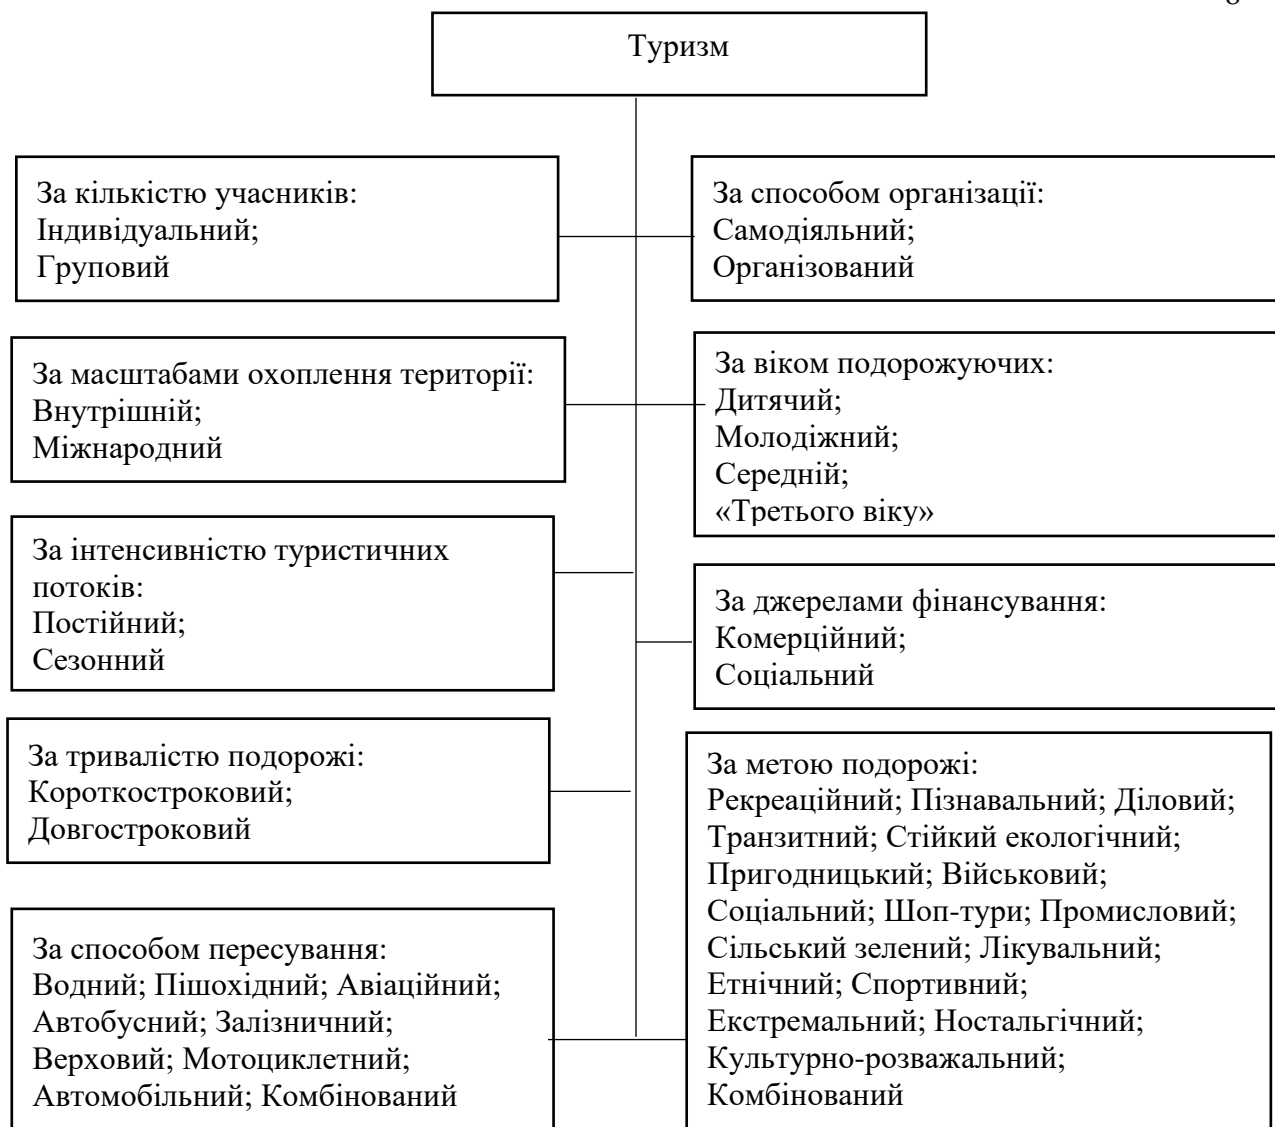 Туризм
За кількістю учасників:
Індивідуальний;
Груповий
За способом організації:
Самодіяльний;
Організований
За масштабами охоплення території:
Внутрішній;
Міжнародний
За віком подорожуючих:
Дитячий;
Молодіжний;
Середній;
«Третього віку»
За інтенсивністю туристичних
потоків:
Постійний;
Сезонний
За джерелами фінансування:
Комерційний;
Соціальний
За тривалістю подорожі:
Короткостроковий;
Довгостроковий
За метою подорожі:
Рекреаційний; Пізнавальний; Діловий;
Транзитний; Стійкий екологічний;
Пригодницький; Військовий;
Соціальний; Шоп-тури; Промисловий;
Сільський зелений; Лікувальний;
Етнічний; Спортивний;
Екстремальний; Ностальгічний;
Культурно-розважальний;
Комбінований
За способом пересування:
Водний; Пішохідний; Авіаційний;
Автобусний; Залізничний;
Верховий; Мотоциклетний;
Автомобільний; Комбінований